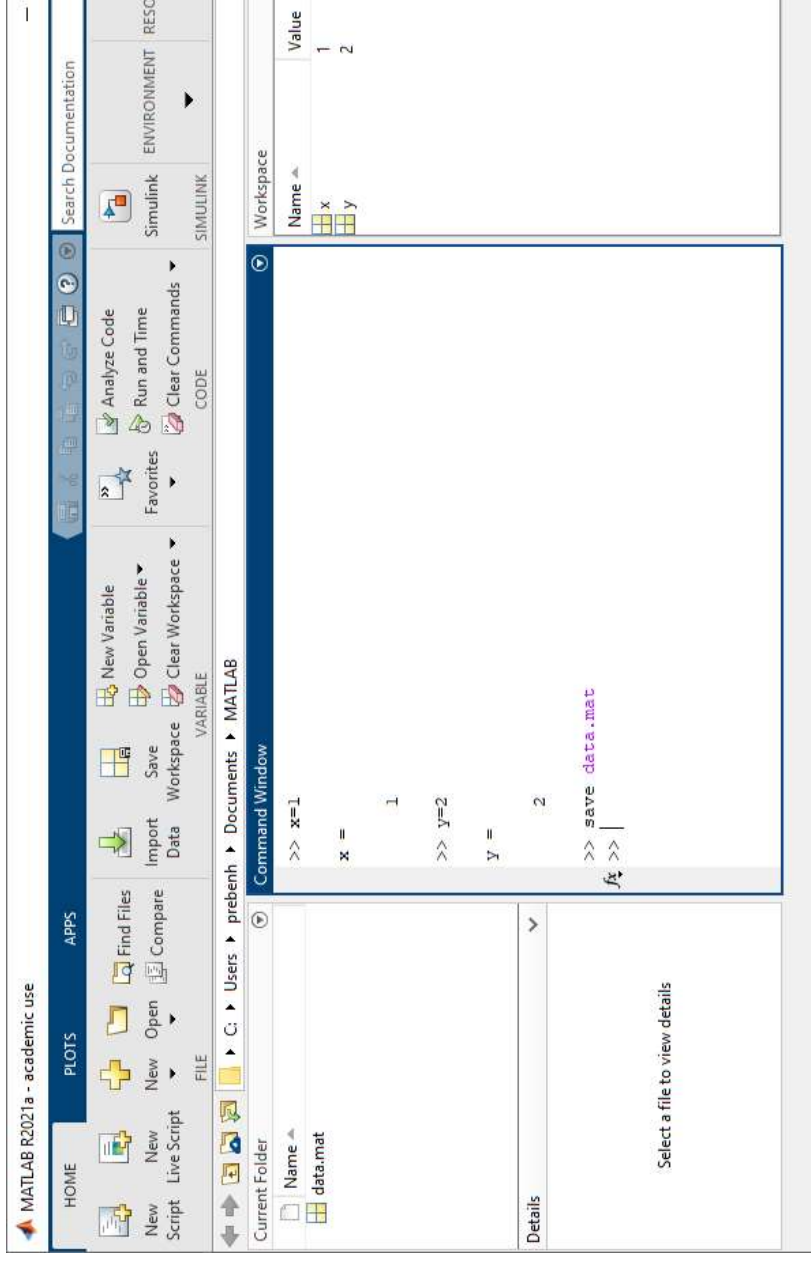 MATLAB R2021a - academic use
HOME PLOTS APPS
Search Documentation
New Script
New Live Script
New
Open
Find Files
Compare
FILE
Import Data
Save Workspace
New Variable
Open Variable
Clear Workspace
VARIABLE
Favorites
Analyze Code
Run and Time
Clear Commands
CODE
Simulink
SIMULINK
ENVIRONMENT
RESO
C: Users prebenh Documents MATLAB
Current Folder
Name
data.mat
Details
Select a file to view details
Command Window
>> x=1
x =
1
>> y=2
y =
2
>> save data.mat
fx >>
Workspace
Name Value
x 1
y 2